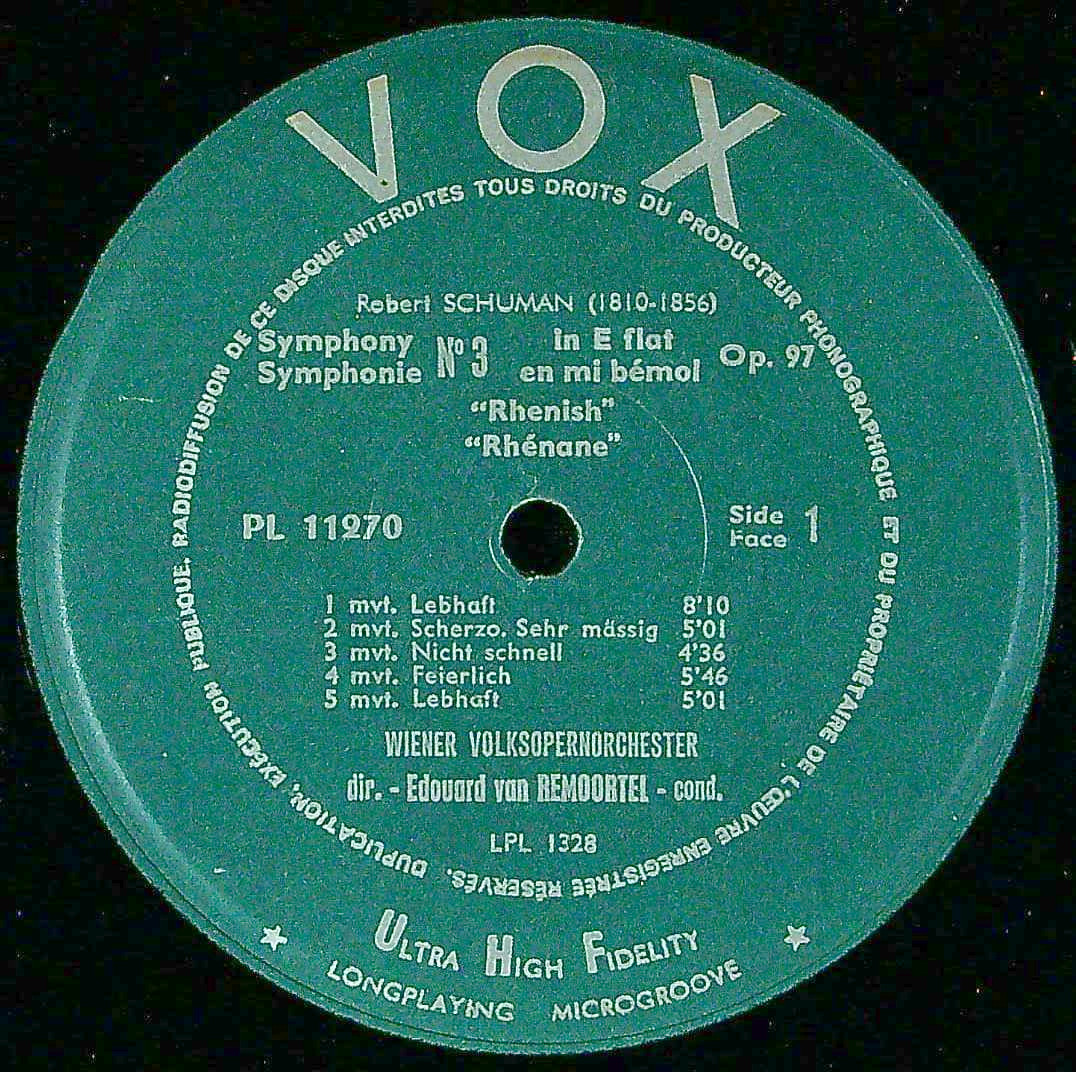 VOX
TOUS DROITS DU PRODUCTEUR PHONOGRAPHIQUE ET DU PROPRIÉTAIRE DE L'ŒUVRE ENREGISTRÉE RÉSERVÉS. DUPLICATION, EXÉCUTION PUBLIQUE, RADIODIFFUSION DE CE DISQUE INTERDITES
Robert SCHUMAN (1810-1856)
Symphony Nº 3 in E flat Op. 97
Symphonie en mi bémol
“Rhenish”
“Rhénane”
PL 11270
Side 1
Face
1 mvt. Lebhaft 8'10
2 mvt. Scherzo. Sehr mässig 5'01
3 mvt. Nicht schnell 4'36
4 mvt. Feierlich 5'46
5 mvt. Lebhaft 5'01
WIENER VOLKSOPERNORCHESTER
dir. - Edouard van REMOORTEL - cond.
LPL 1328
ULTRA HIGH FIDELITY
LONGPLAYING MICROGROOVE